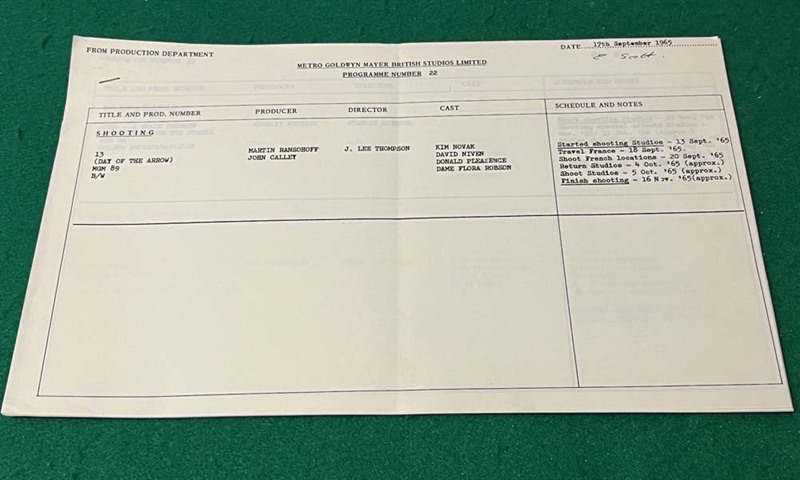 FROM PRODUCTION DEPARTMENT
DATE....17th September 1965
E Scott.
METRO GOLDWYN MAYER BRITISH STUDIOS LIMITED
PROGRAMME NUMBER 22
TITLE AND PROD. NUMBER PRODUCER DIRECTOR CAST SCHEDULE AND NOTES
SHOOTING
13
(DAY OF THE ARROW)
MGM 89
B/W
MARTIN RANSOHOFF
JOHN CALLEY
J. LEE THOMPSON
KIM NOVAK
DAVID NIVEN
DONALD PLEASENCE
DAME FLORA ROBSON
Started shooting Studios - 13 Sept. '65
Travel France - 18 Sept. '65.
Shoot French locations - 20 Sept. '65
Return Studios - 4 Oct. '65 (approx.)
Shoot Studios - 5 Oct. '65 (approx.)
Finish shooting - 16 Nov. '65(approx.)